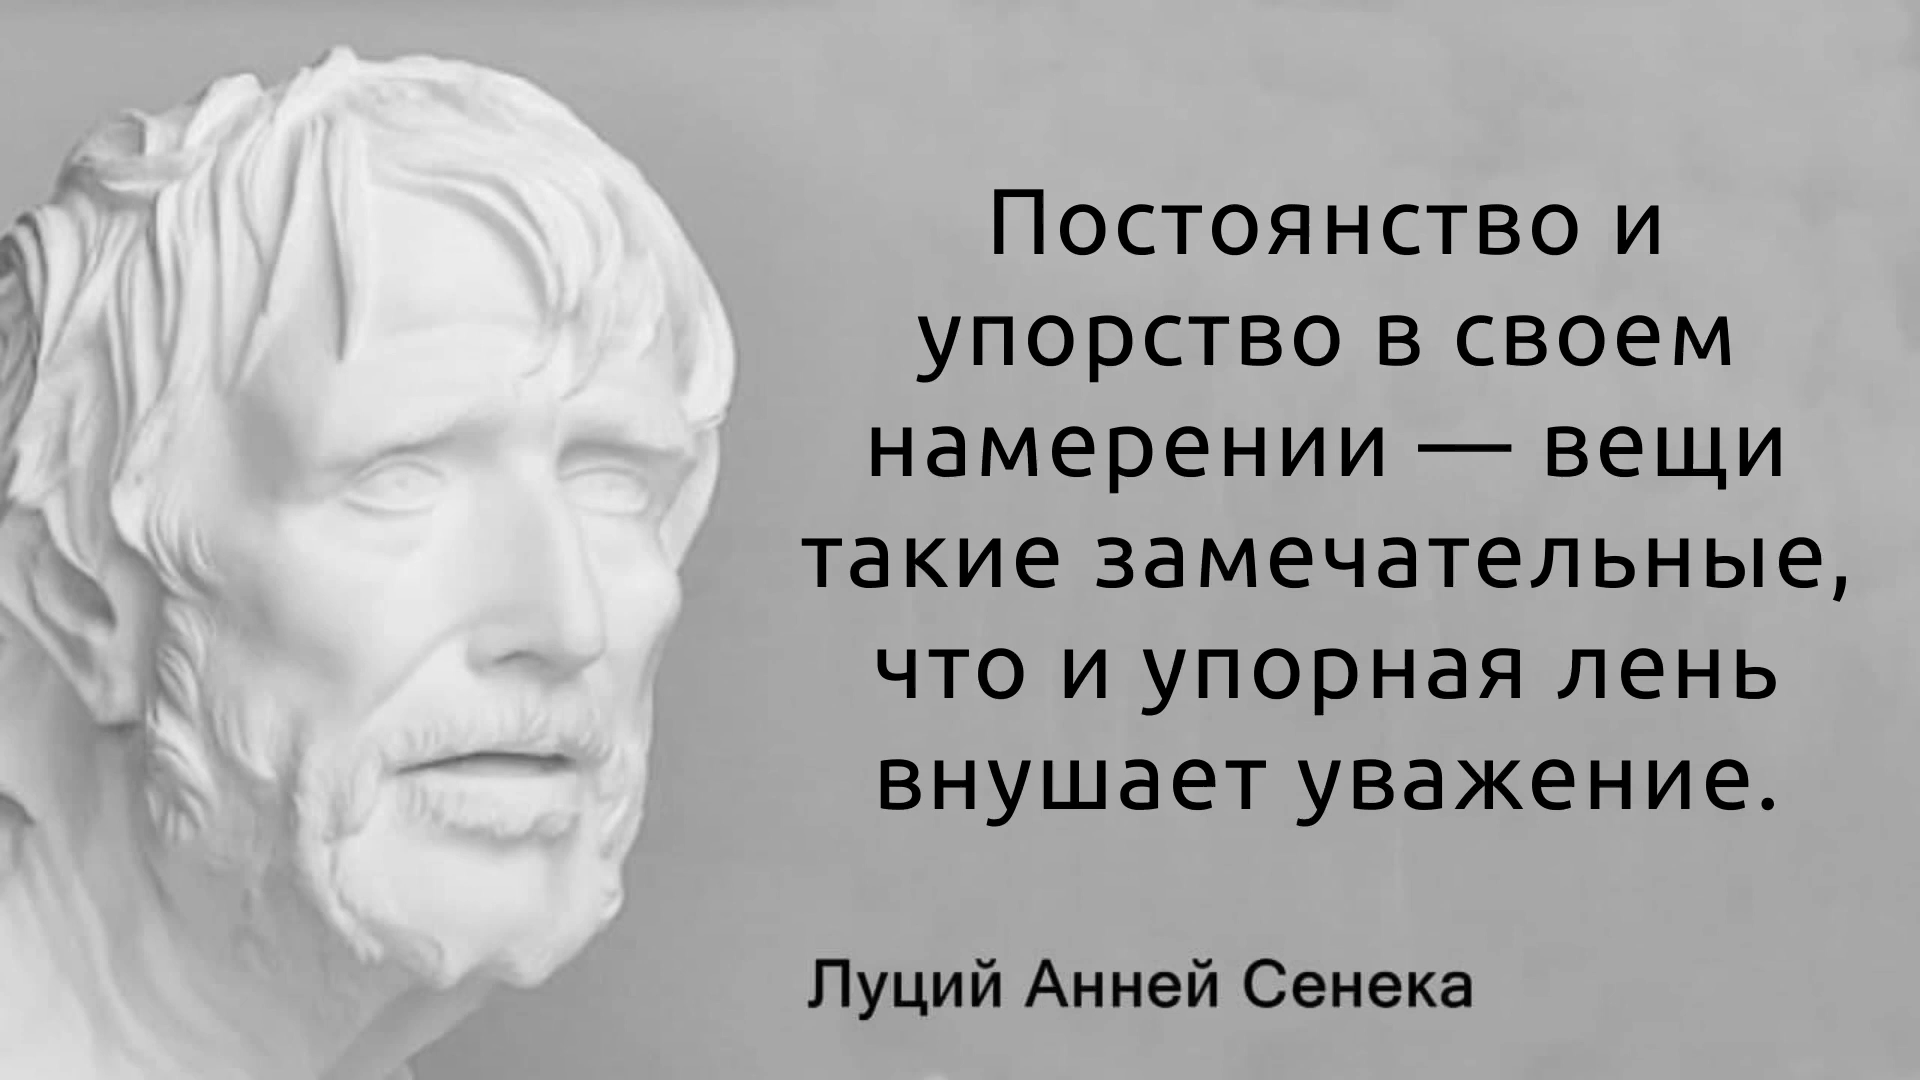 Постоянство и
упорство в своем
намерении — вещи
такие замечательные,
что и упорная лень
внушает уважение.
Луций Анней Сенека